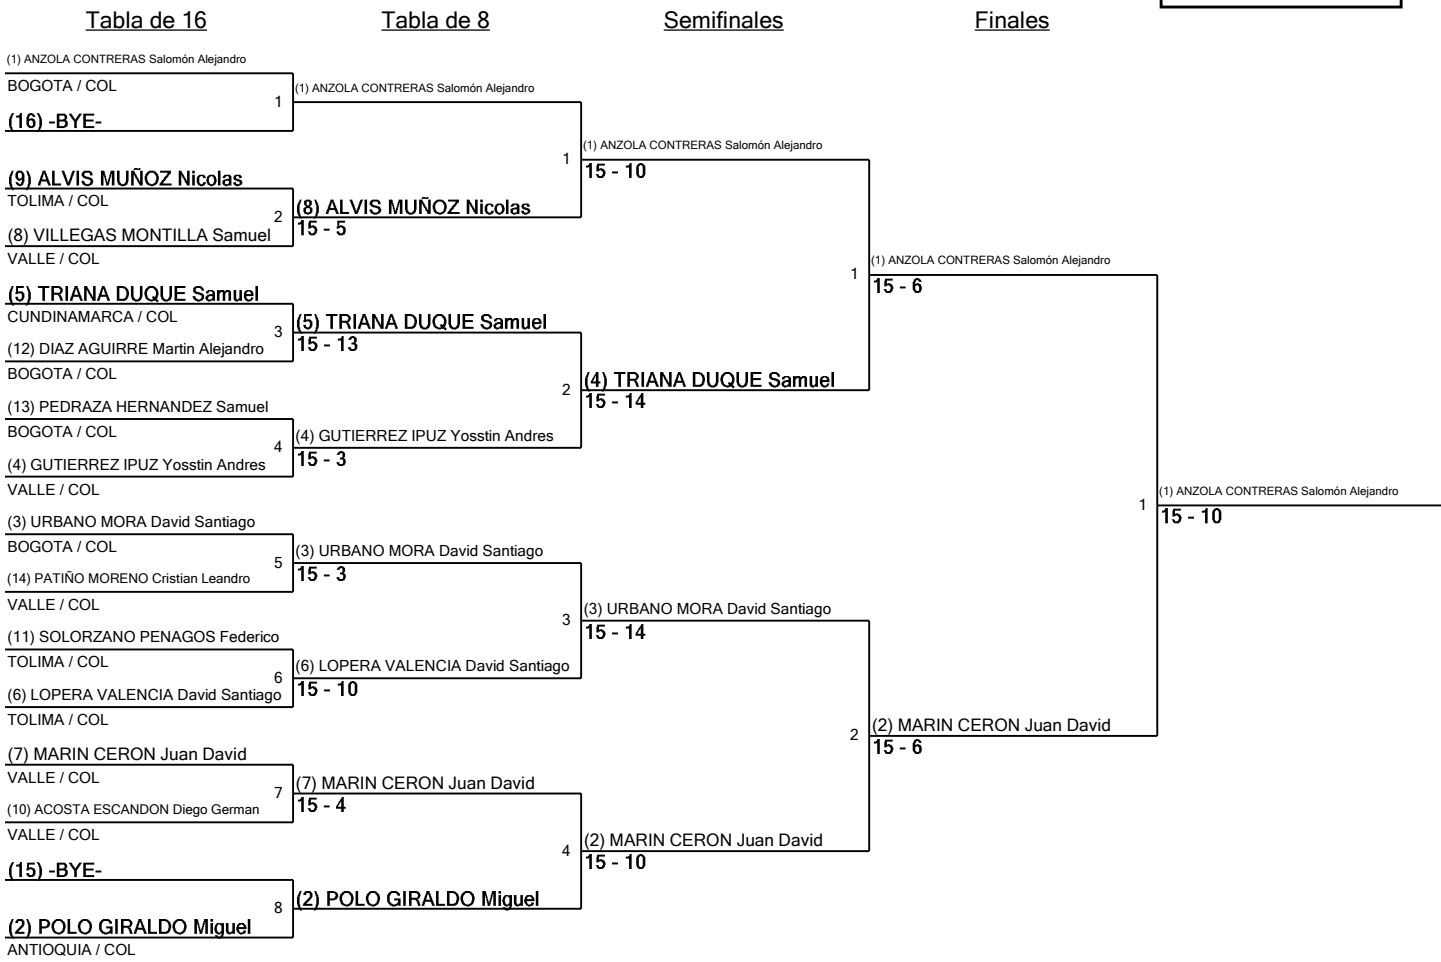 Tabla de 16
Tabla de 8
Semifinales
Finales
(1) ANZOLA CONTRERAS Salomón Alejandro
BOGOTA / COL
1
(16) -BYE-
(9) ALVIS MUÑOZ Nicolas
TOLIMA / COL
2
(8) VILLEGAS MONTILLA Samuel
VALLE / COL
(5) TRIANA DUQUE Samuel
CUNDINAMARCA / COL
3
(12) DIAZ AGUIRRE Martin Alejandro
BOGOTA / COL
(13) PEDRAZA HERNANDEZ Samuel
BOGOTA / COL
4
(4) GUTIERREZ IPUZ Yosstin Andres
VALLE / COL
(3) URBANO MORA David Santiago
BOGOTA / COL
5
(14) PATIÑO MORENO Cristian Leandro
VALLE / COL
(11) SOLORZANO PENAGOS Federico
TOLIMA / COL
6
(6) LOPERA VALENCIA David Santiago
TOLIMA / COL
(7) MARIN CERON Juan David
VALLE / COL
7
(10) ACOSTA ESCANDON Diego German
VALLE / COL
(15) -BYE-
8
(2) POLO GIRALDO Miguel
ANTIOQUIA / COL
(1) ANZOLA CONTRERAS Salomón Alejandro
1
(8) ALVIS MUÑOZ Nicolas
15 - 5
(5) TRIANA DUQUE Samuel
15 - 13
2
(4) GUTIERREZ IPUZ Yosstin Andres
15 - 3
(3) URBANO MORA David Santiago
15 - 3
3
(6) LOPERA VALENCIA David Santiago
15 - 10
(7) MARIN CERON Juan David
15 - 4
4
(2) POLO GIRALDO Miguel
(1) ANZOLA CONTRERAS Salomón Alejandro
15 - 10
1
(4) TRIANA DUQUE Samuel
15 - 14
(3) URBANO MORA David Santiago
15 - 14
2
(2) MARIN CERON Juan David
15 - 10
(1) ANZOLA CONTRERAS Salomón Alejandro
15 - 6
1
(2) MARIN CERON Juan David
15 - 6
(1) ANZOLA CONTRERAS Salomón Alejandro
15 - 10